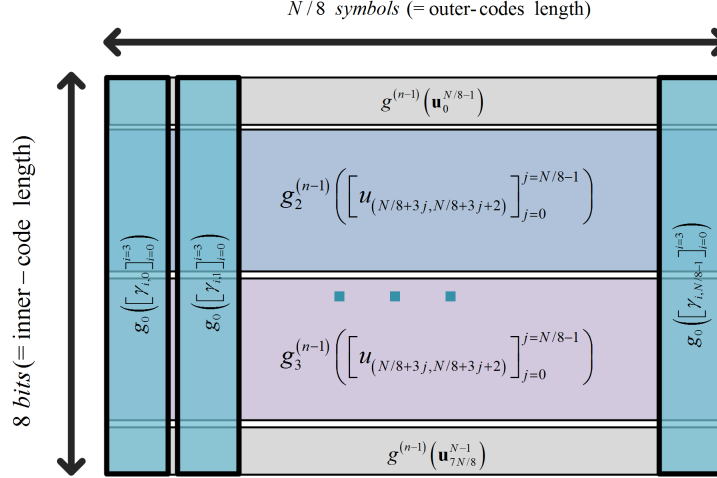 N/8 symbols (= outer-codes length)
8 bits (= inner-code length)
g^{(n-1)}(u_0^{N/8-1})
g_2^{(n-1)}([u_{(N/8+3j,N/8+3j+2)}]_{j=0}^{j=N/8-1})
g_3^{(n-1)}([u_{(N/8+3j,N/8+3j+2)}]_{j=0}^{j=N/8-1})
g^{(n-1)}(u_{7N/8}^{N-1})
g_0([γ_{i,0}]_{i=0}^{i=3})
g_0([γ_{i,1}]_{i=0}^{i=3})
g_0([γ_{i,N/8-1}]_{i=0}^{i=3})